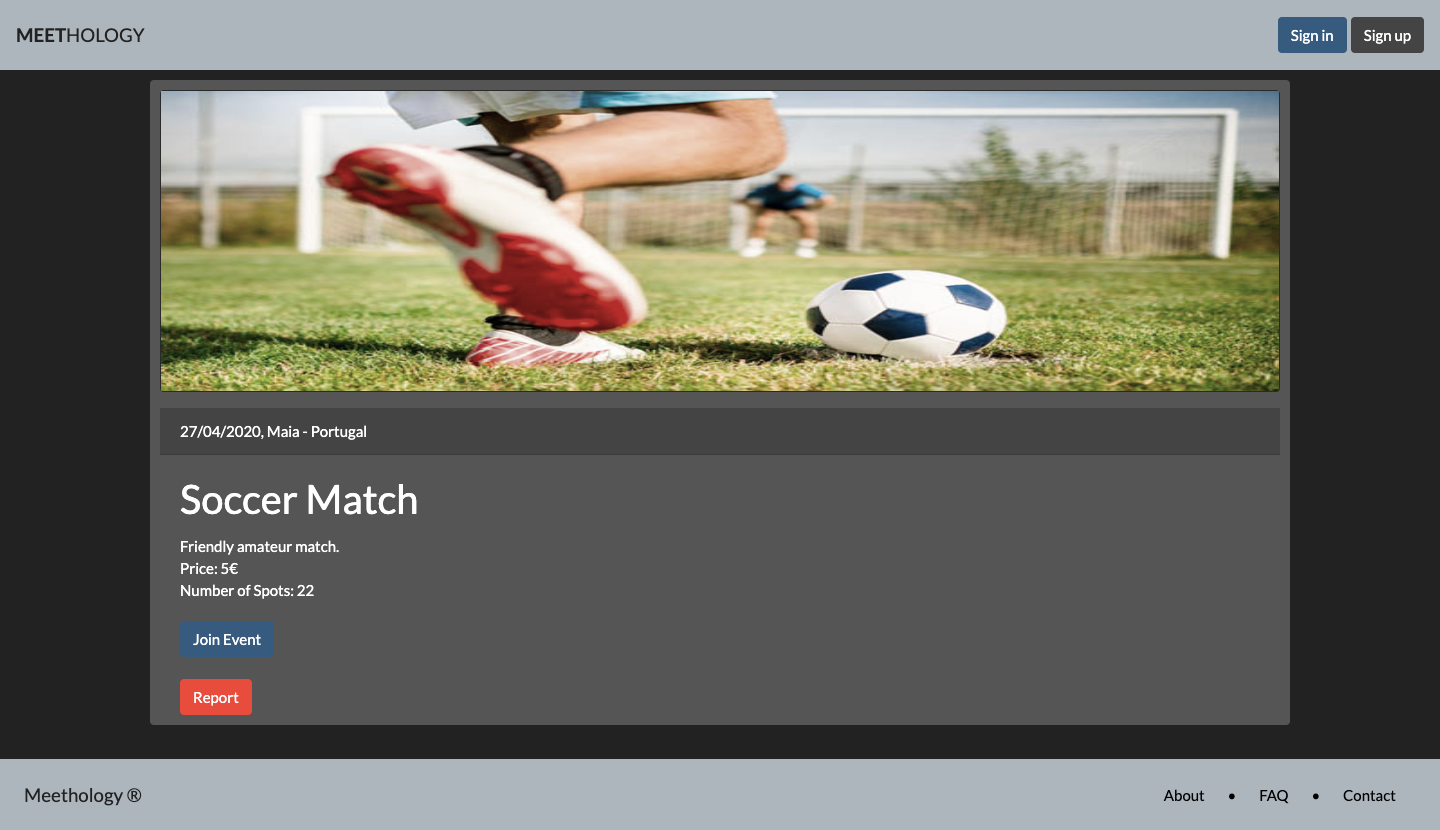 MEETHOLOGY
Sign in
Sign up
27/04/2020, Maia - Portugal
Soccer Match
Friendly amateur match.
Price: 5€
Number of Spots: 22
Join Event
Report
Meethology ®
About • FAQ • Contact